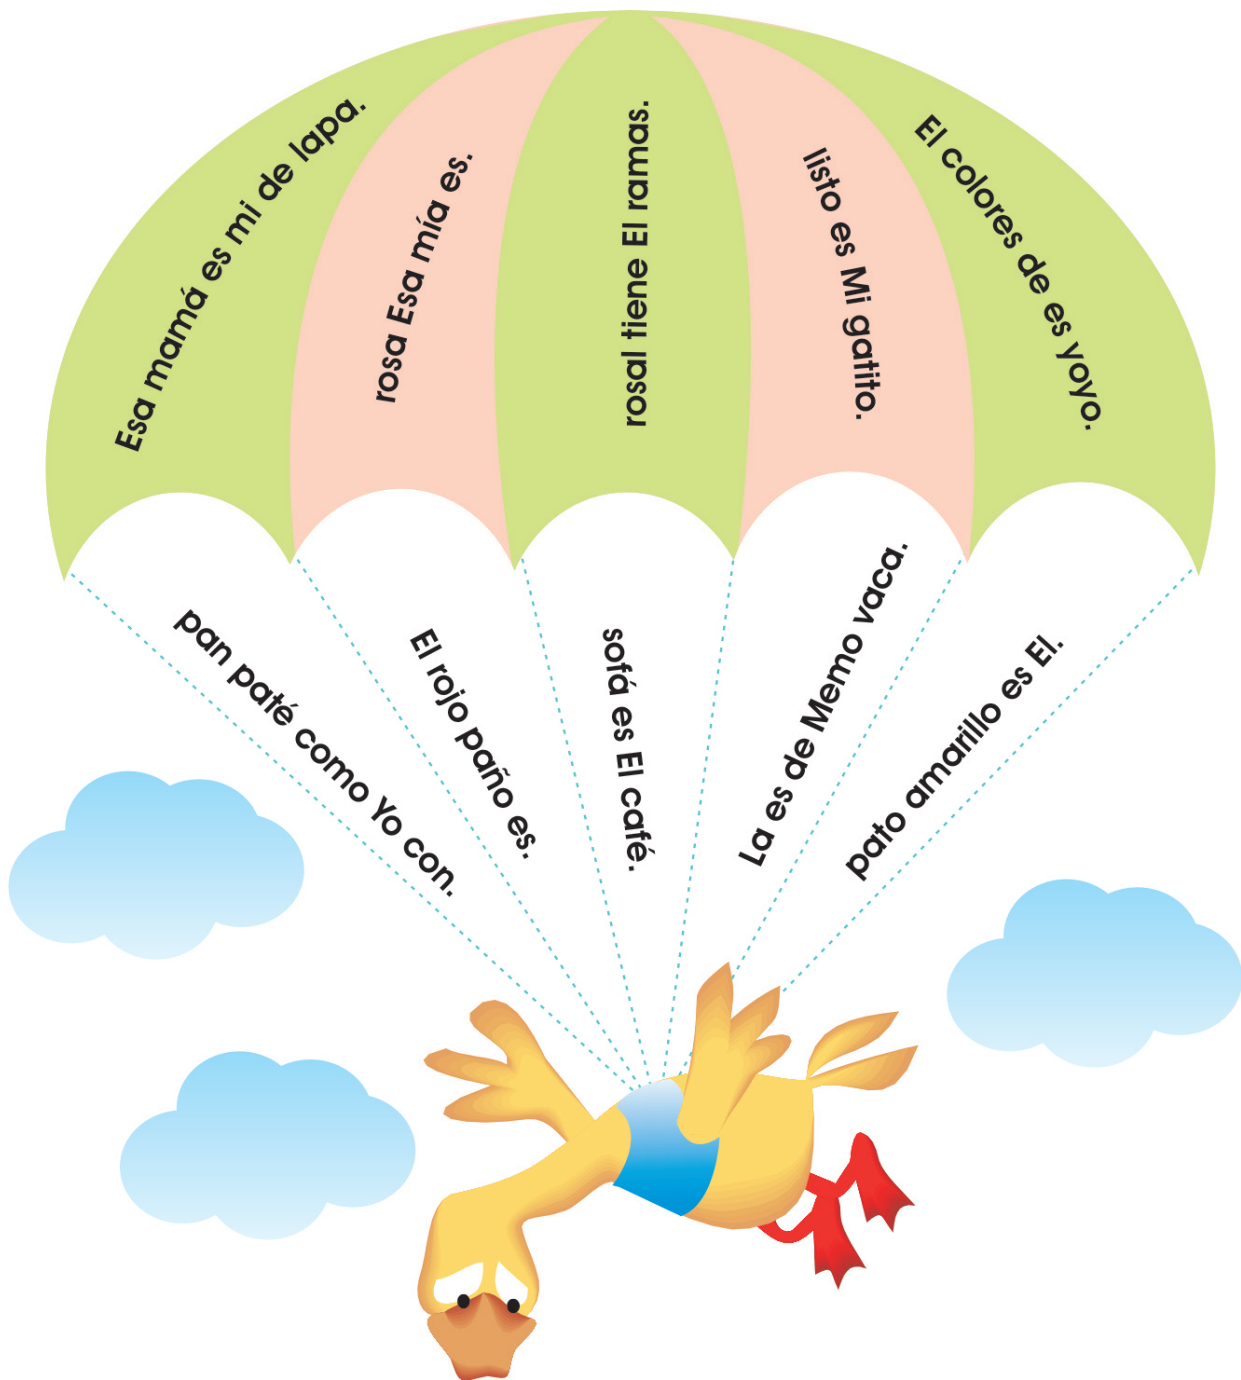 Esa mamá es mi de lapa.
rosa Esa mía es.
rosal tiene El ramas.
listo es Mi gatito.
El colores de es yoyo.
pan paté como Yo con.
El rojo paño es.
sofá es El café.
La es de Memo vaca.
pato amarillo es El.